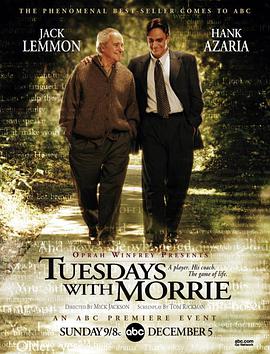 THE PHENOMENAL BEST-SELLER COMES TO ABC
JACK
LEMMON
HANK
AZARIA
OPRAH WINFREY PRESENTS
A player. His coach.
The game of life.
TUESDAYS
WITH MORRIE
DIRECTED BY MICK JACKSON SCREENPLAY BY TOM RICKMAN
AN ABC PREMIERE EVENT
SUNDAY 9/8c abc DECEMBER 5
abc.com